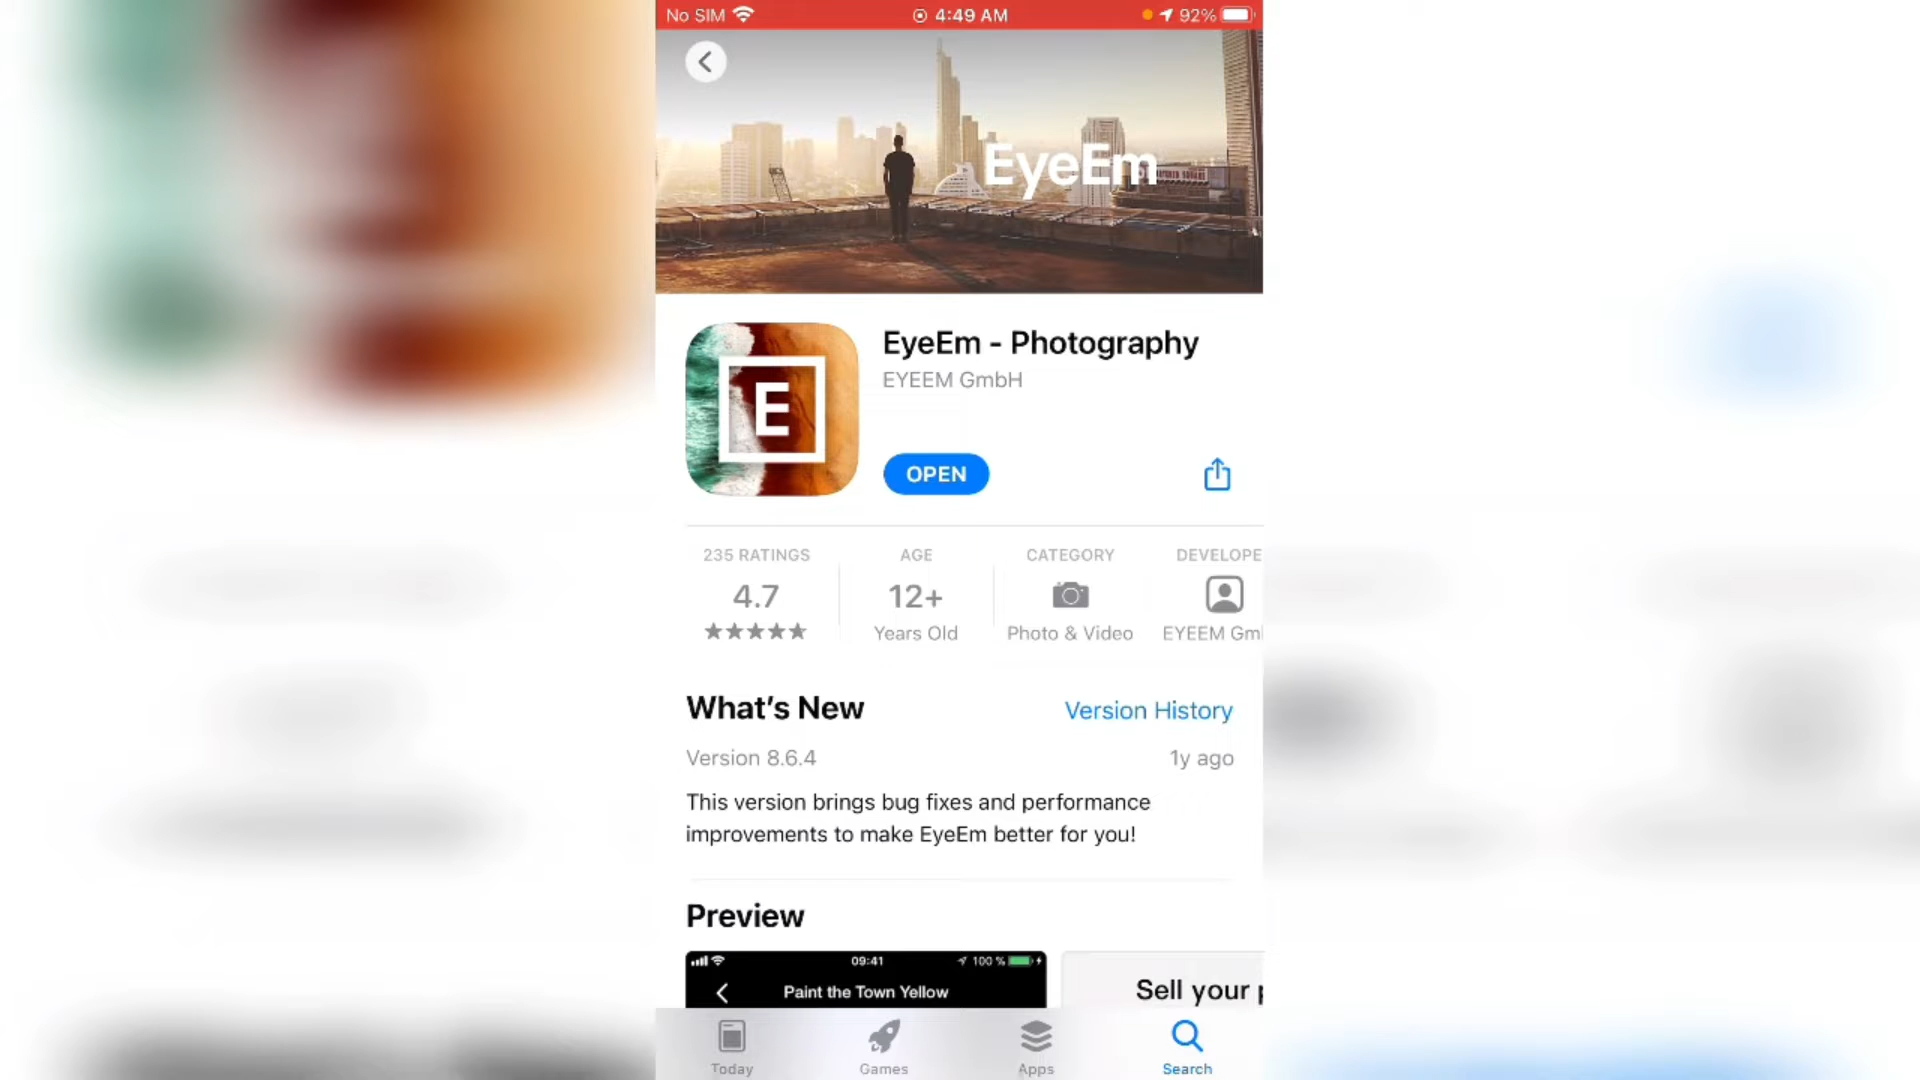 No SIM 4:49 AM 92%
EyeEm
EyeEm - Photography
EYEEM GmbH
E
OPEN
235 RATINGS AGE CATEGORY DEVELOPE
4.7 12+
Years Old Photo & Video EYEEM Gm
What's New Version History
Version 8.6.4 1y ago
This version brings bug fixes and performance
improvements to make EyeEm better for you!
Preview
09:41 100 %
Paint the Town Yellow
Sell your p
Today Games Apps Search